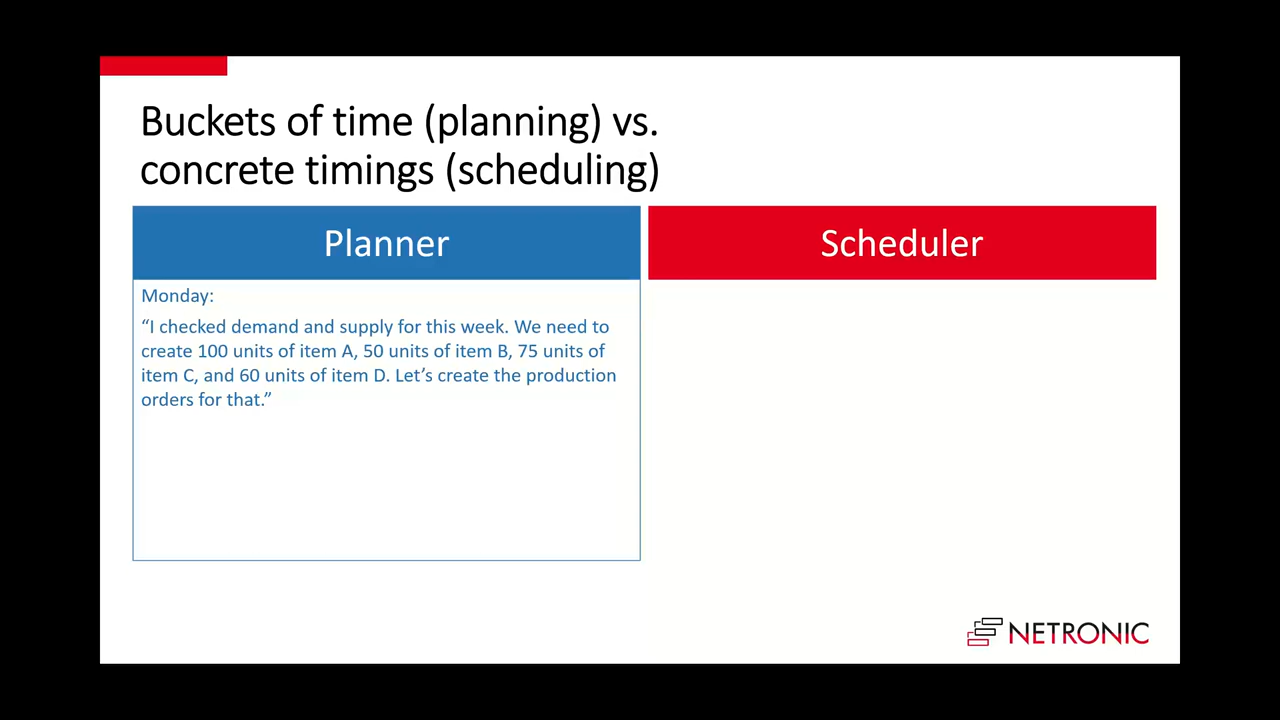 Buckets of time (planning) vs.
concrete timings (scheduling)
Planner
Scheduler
Monday:
“I checked demand and supply for this week. We need to
create 100 units of item A, 50 units of item B, 75 units of
item C, and 60 units of item D. Let’s create the production
orders for that.”
NETRONIC